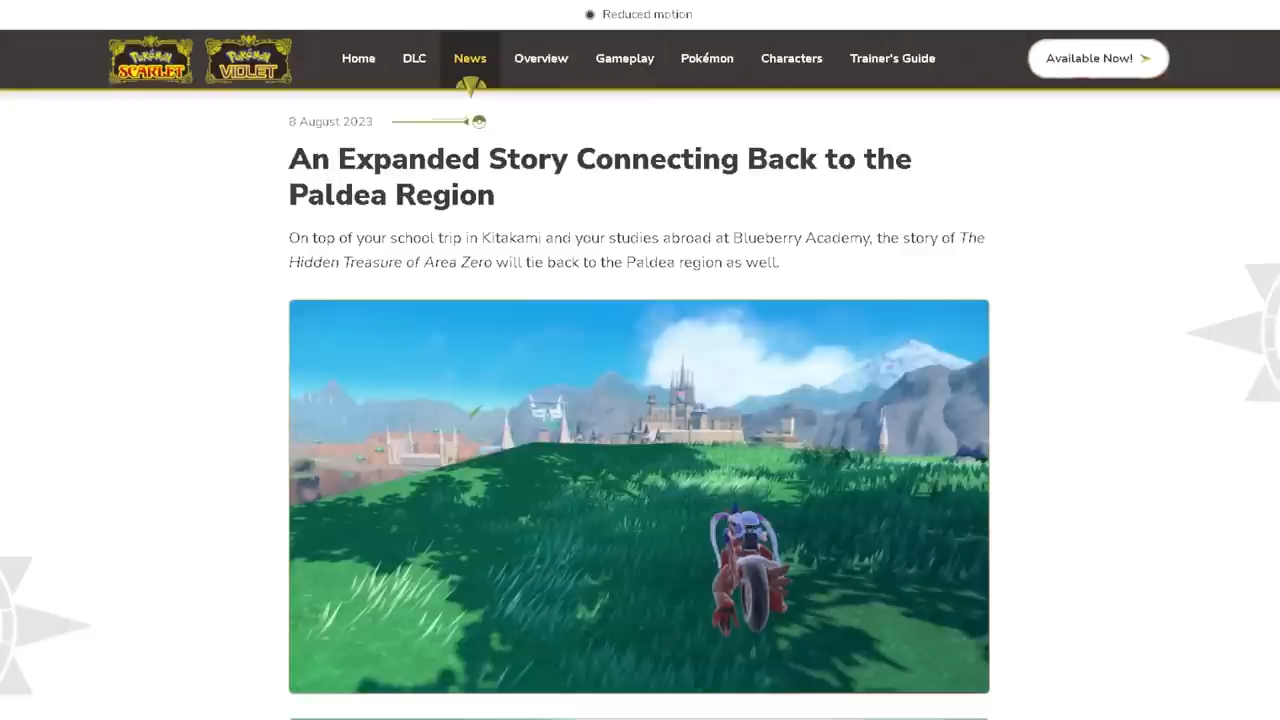 Reduced motion
Pokémon SCARLET
Pokémon VIOLET
Home
DLC
News
Overview
Gameplay
Pokémon
Characters
Trainer's Guide
Available Now!
8 August 2023
An Expanded Story Connecting Back to the
Paldea Region
On top of your school trip in Kitakami and your studies abroad at Blueberry Academy, the story of The
Hidden Treasure of Area Zero will tie back to the Paldea region as well.